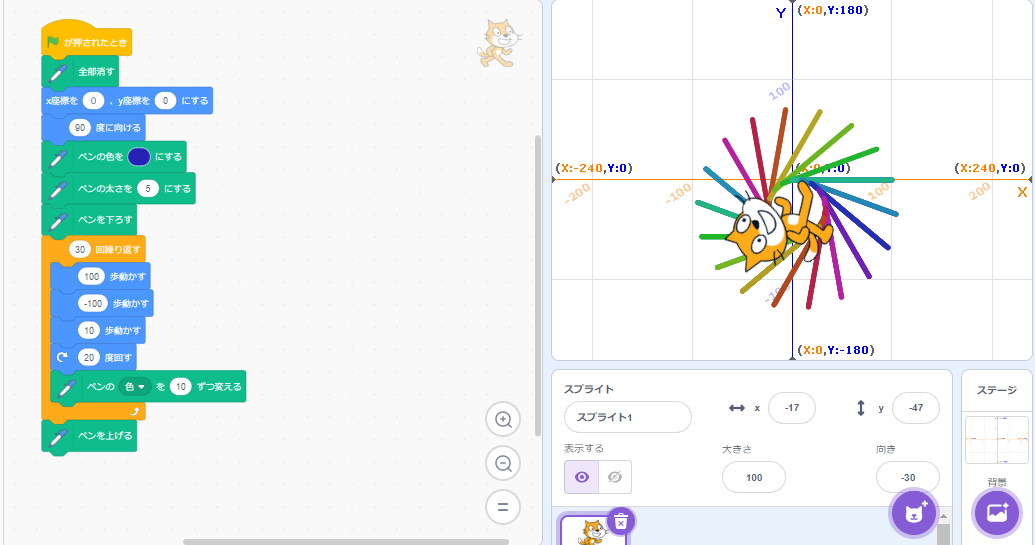 が押されたとき
全部消す
x座標を 0 、y座標を 0 にする
90 度に向ける
ペンの色を にする
ペンの太さを 5 にする
ペンを下ろす
30 回繰り返す
100 歩動かす
-100 歩動かす
10 歩動かす
20 度回す
ペンの 色 を 10 ずつ変える
ペンを上げる
Y (X:0,Y:180)
100
(X:-240,Y:0) (X:0,Y:0) (X:240,Y:0)
-200 -100 100 200 X
-100
(X:0,Y:-180)
スプライト
スプライト1 x -17 y -47
表示する 大きさ 向き
100 -30
ステージ
背景